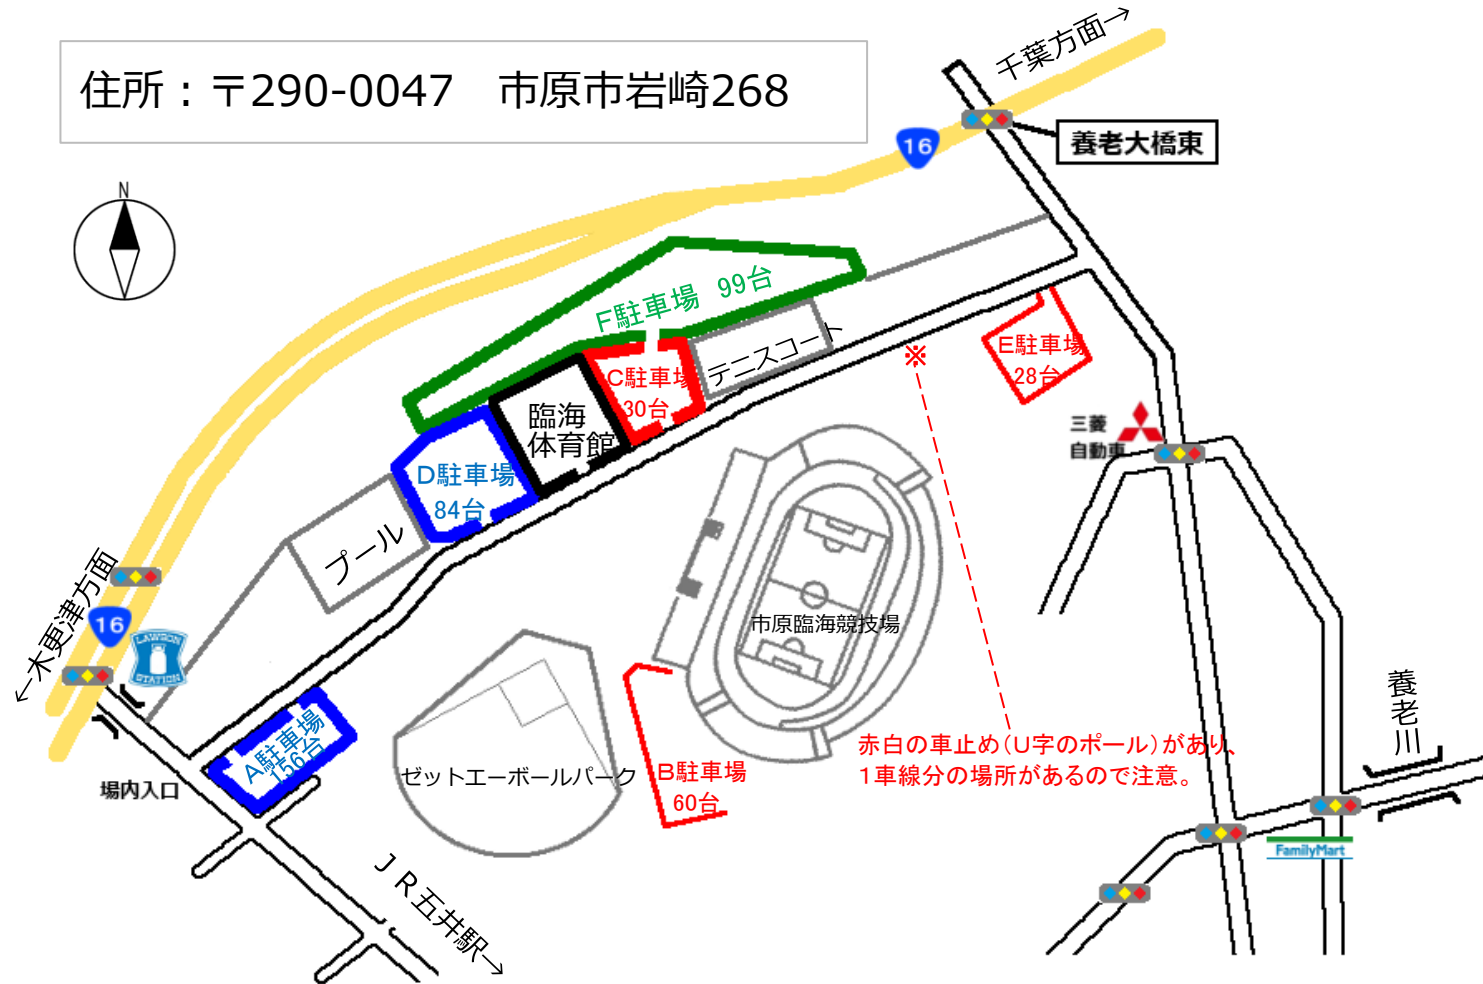 住所：〒290-0047　市原市岩崎268
千葉方面→
16
養老大橋東
N
F駐車場　99台
テニスコート
C駐車場
30台
E駐車場
28台
臨海
体育館
三菱
自動車
D駐車場
84台
プール
←木更津方面
16
LAWSON
STATION
市原臨海競技場
養老川
A駐車場
156台
赤白の車止め（U字のポール）があり、
1車線分の場所があるので注意。
ゼットエーボールパーク
B駐車場
60台
場内入口
FamilyMart
JR五井駅→
※